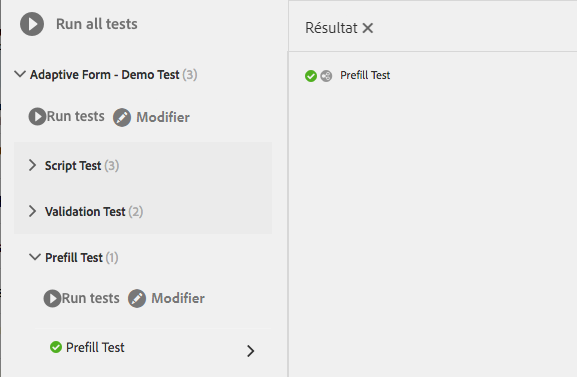 Run all tests
Adaptive Form - Demo Test (3)
Run tests Modifier
Script Test (3)
Validation Test (2)
Prefill Test (1)
Run tests Modifier
Prefill Test
Résultat
Prefill Test